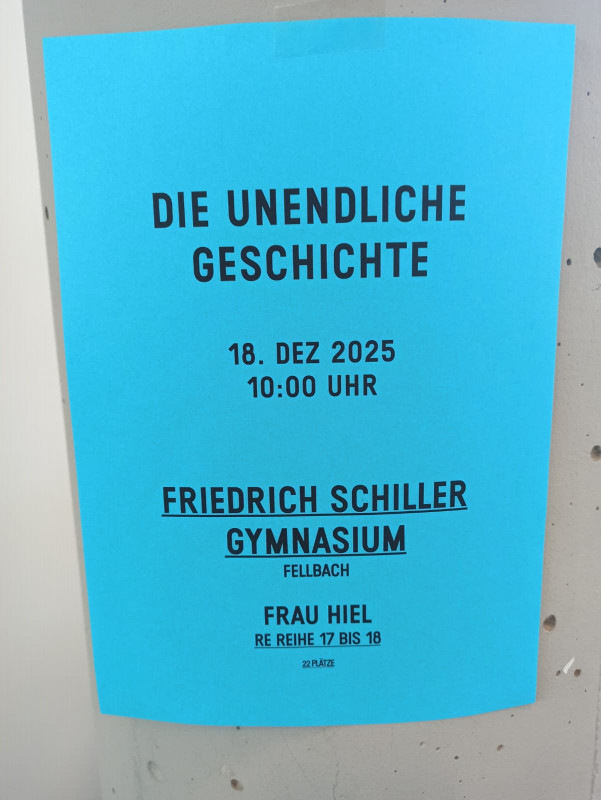 DIE UNENDLICHE
GESCHICHTE
18. DEZ 2025
10:00 UHR
FRIEDRICH SCHILLER
GYMNASIUM
FELLBACH
FRAU HIEL
RE REIHE 17 BIS 18
22 PLÄTZE